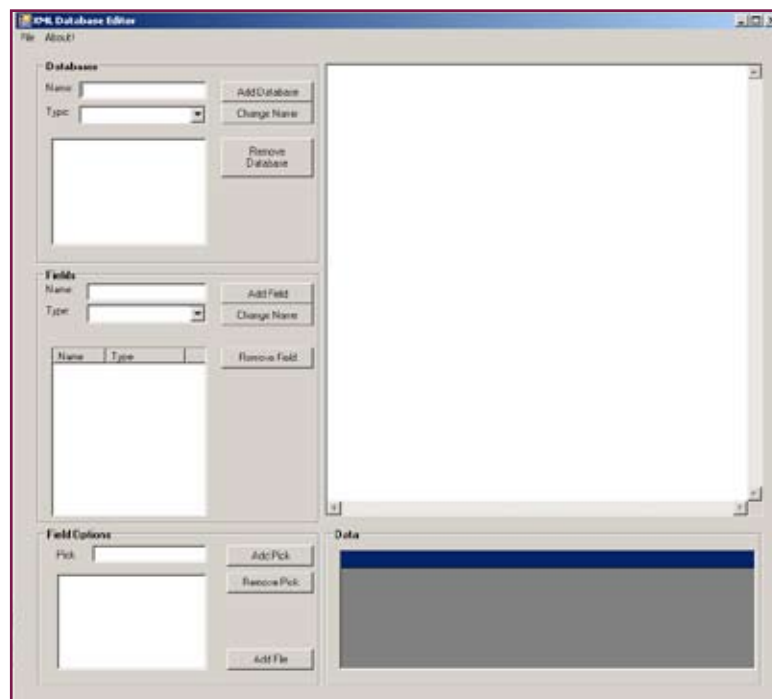 XML Database Editor
File About!
Database
Name:
Add Database
Type:
Change Name
Remove
Database
Fields
Name:
Add Field
Type:
Change Name
Name Type
Remove Field
Field Options
Pick:
Add Pick
Remove Pick
Add File
Data